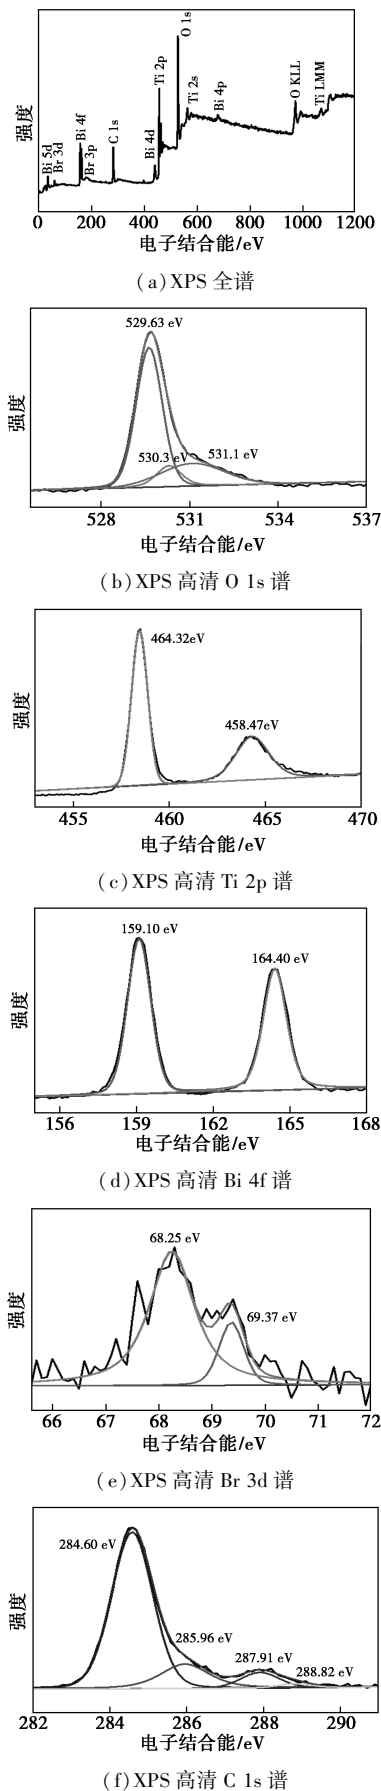 强度
Bi 5d
Br 3d
Bi 4f
Br 3p
C 1s
Bi 4d
Ti 2p
O 1s
Ti 2s
Bi 4p
O KLL
Ti LMM
0 200 400 600 800 1000 1200
电子结合能/eV
(a)XPS 全谱
529.63 eV
强度
530.3 eV
531.1 eV
528 531 534 537
电子结合能/eV
(b)XPS 高清 O 1s 谱
464.32eV
强度
458.47eV
455 460 465 470
电子结合能/eV
(c)XPS 高清 Ti 2p 谱
159.10 eV
164.40 eV
强度
156 159 162 165 168
电子结合能/eV
(d)XPS 高清 Bi 4f 谱
68.25 eV
强度
69.37 eV
66 67 68 69 70 71 72
电子结合能/eV
(e)XPS 高清 Br 3d 谱
284.60 eV
强度
285.96 eV
287.91 eV
288.82 eV
282 284 286 288 290
电子结合能/eV
(f)XPS 高清 C 1s 谱